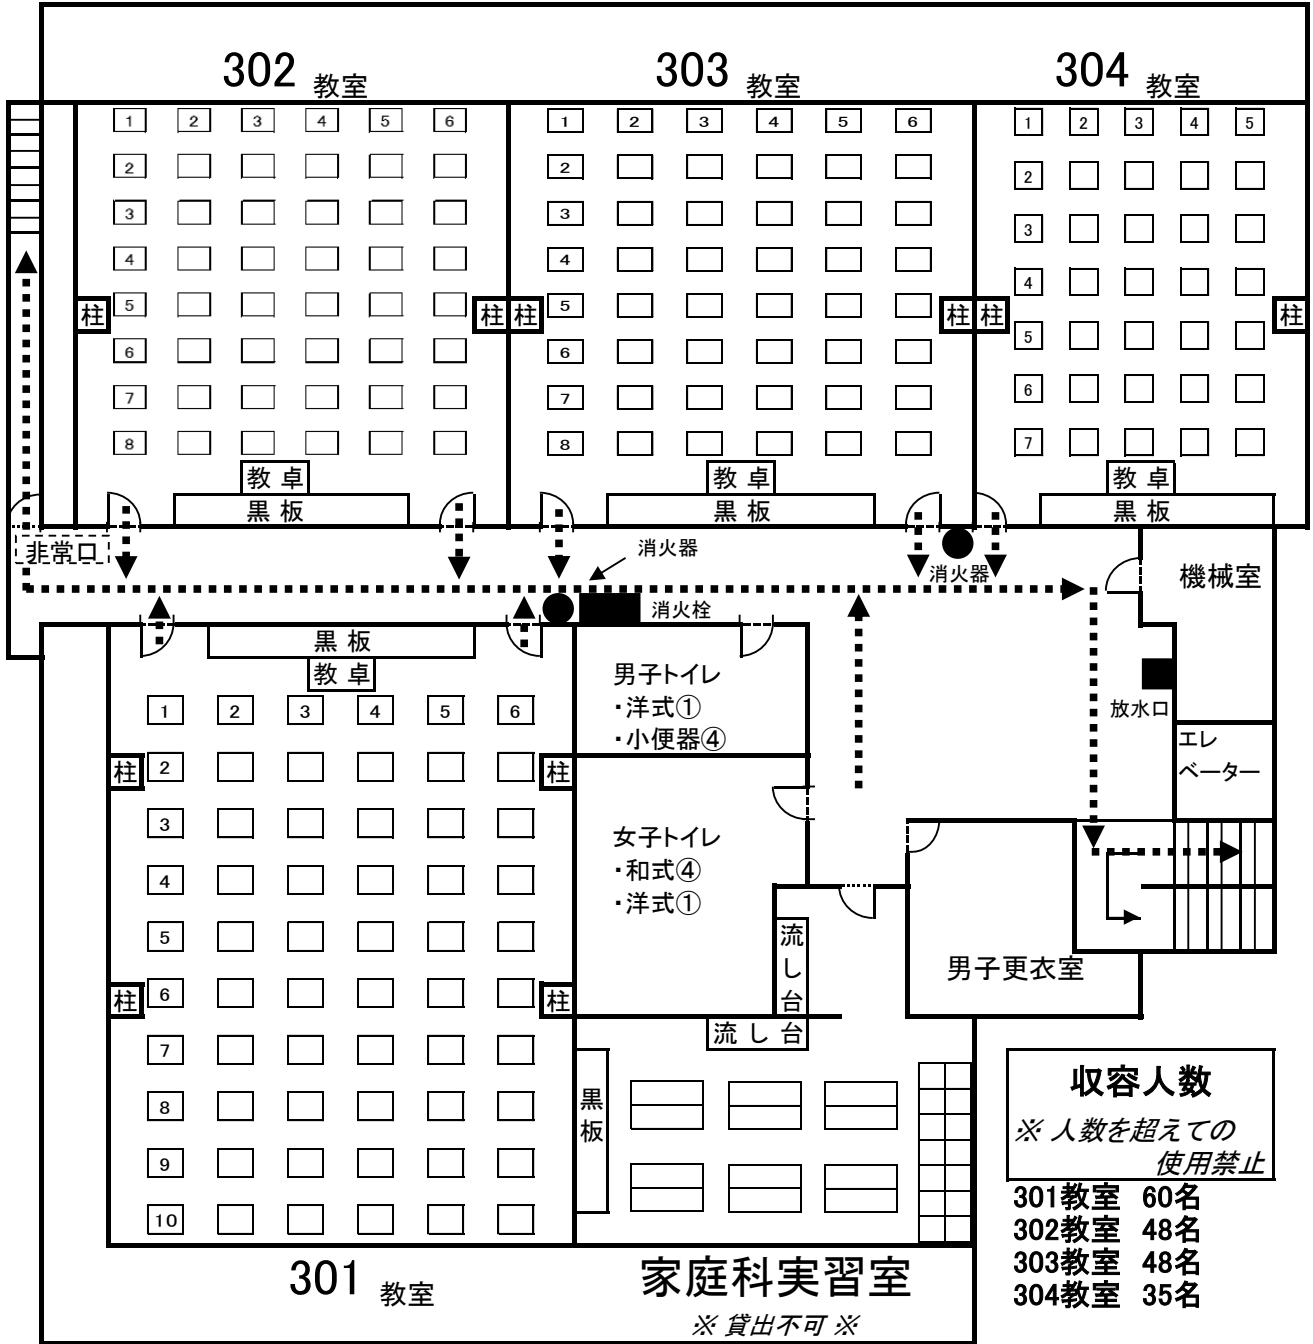 302 教室
303 教室
304 教室
1 2 3 4 5 6
2
3
4
5
6
7
8
1 2 3 4 5 6
2
3
4
5
6
7
8
1 2 3 4 5
2
3
4
5
6
7
柱
柱 柱
柱 柱
柱
教 卓
黒 板
教 卓
黒 板
教 卓
黒 板
非常口
消火器
消火器
消火栓
機械室
黒 板
教 卓
1 2 3 4 5 6
2
3
4
5
6
7
8
9
10
柱
柱
柱
柱
男子トイレ
・洋式①
・小便器④
女子トイレ
・和式④
・洋式①
放水口
エレ
ベーター
流し台
流 し 台
男子更衣室
黒板
301 教室
家庭科実習室
※ 貸出不可 ※
収容人数
※ 人数を超えての
使用禁止
301教室 60名
302教室 48名
303教室 48名
304教室 35名